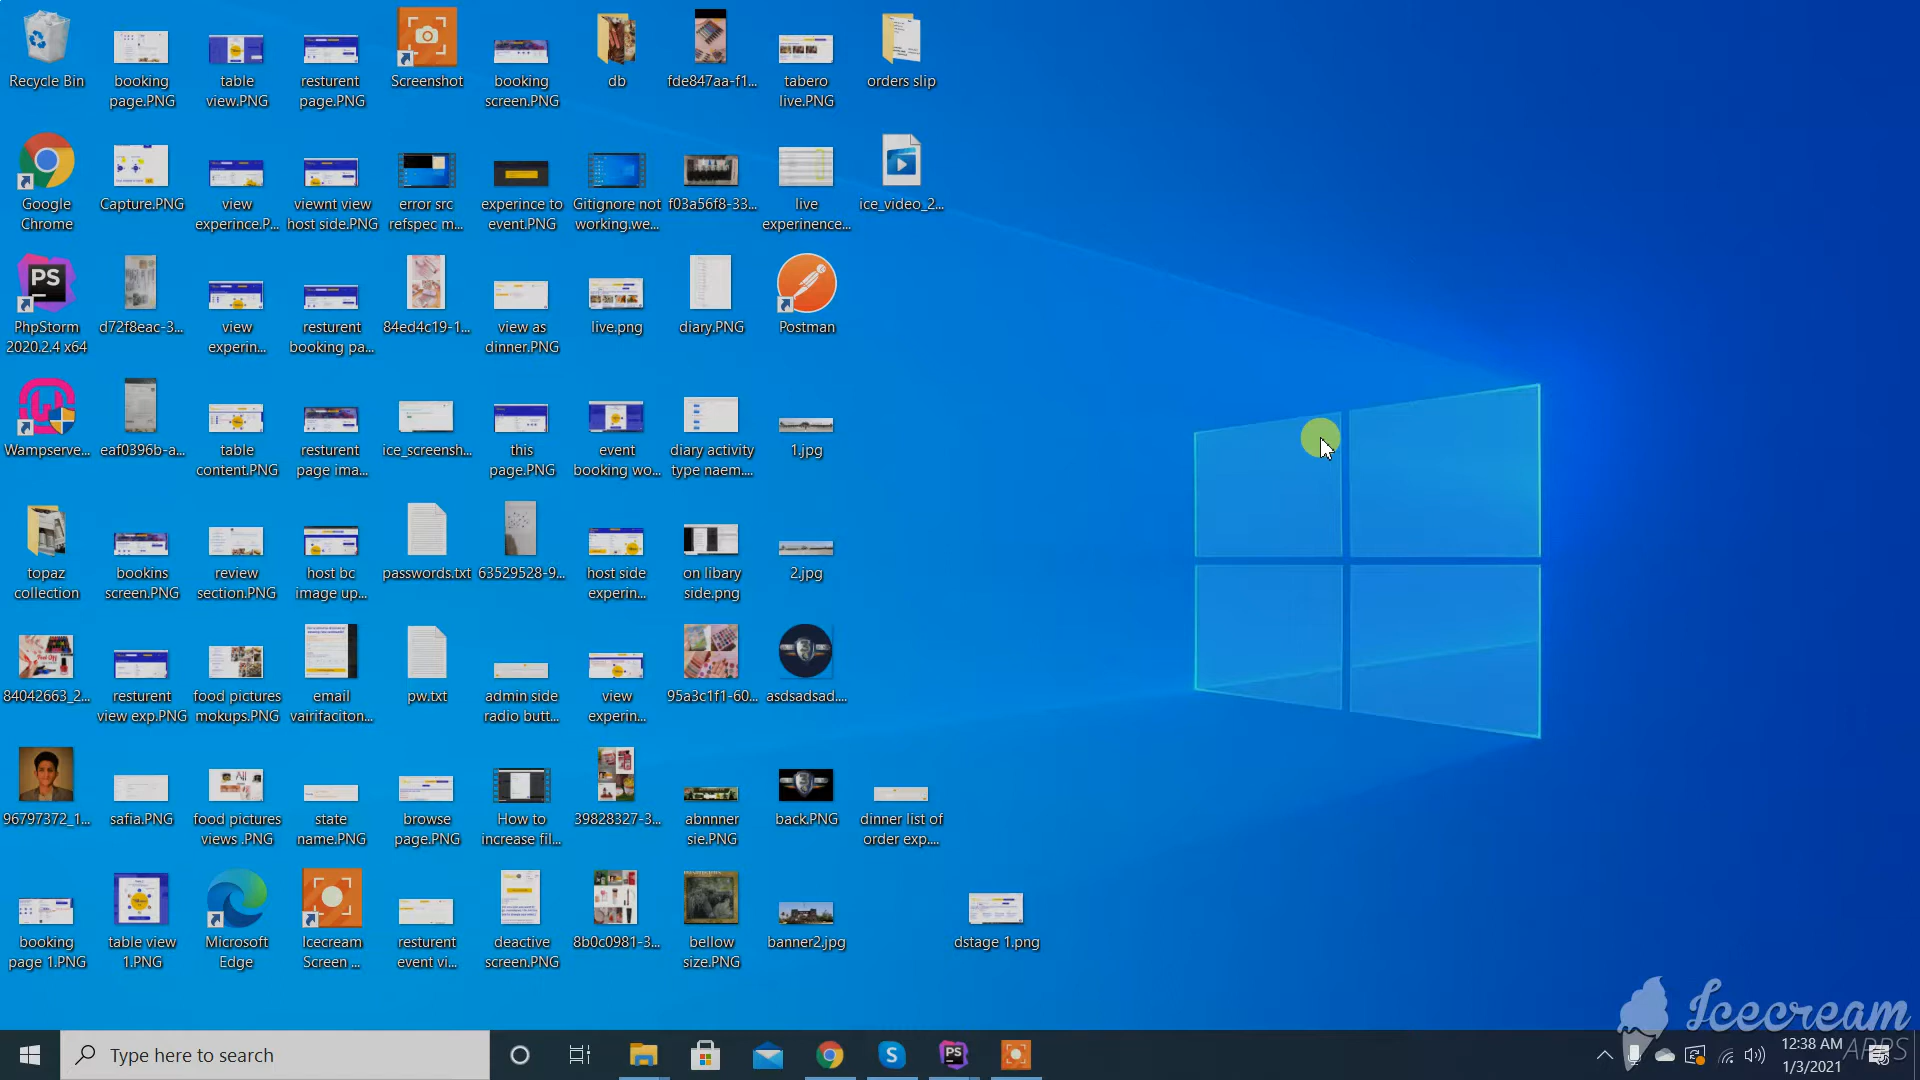 Recycle Bin
booking
page.PNG
table
view.PNG
resturent
page.PNG
Screenshot
booking
screen.PNG
db
fde847aa-f1...
tabero
live.PNG
orders slip
Google
Chrome
Capture.PNG
view
experince.P...
viewnt view
host side.PNG
error src
refspec m...
experince to
event.PNG
Gitignore not
working.we...
f03a56f8-33...
live
experinence...
ice_video_2...
PS
PhpStorm
2020.2.4 x64
d72f8eac-3...
view
experin...
resturent
booking pa...
84ed4c19-1...
view as
dinner.PNG
live.png
diary.PNG
Postman
Wampserve...
eaf0396b-a...
table
content.PNG
resturent
page ima...
ice_screensh...
this
page.PNG
event
booking wo...
diary activity
type naem....
1.jpg
topaz
collection
bookins
screen.PNG
review
section.PNG
host bc
image up...
passwords.txt
63529528-9...
host side
experin...
on libary
side.png
2.jpg
84042663_2...
resturent
view exp.PNG
food pictures
mokups.PNG
email
vairifaciton...
pw.txt
admin side
radio butt...
view
experin...
95a3c1f1-60...
asdsadsad....
96797372_1...
safia.PNG
food pictures
views .PNG
state
name.PNG
browse
page.PNG
How to
increase fil...
39828327-3...
abnnner
sie.PNG
back.PNG
dinner list of
order exp....
booking
page 1.PNG
table view
1.PNG
Microsoft
Edge
Icecream
Screen ...
resturent
event vi...
deactive
screen.PNG
8b0c0981-3...
bellow
size.PNG
banner2.jpg
dstage 1.png
Icecream
APPS
Type here to search
S
PS
12:38 AM
1/3/2021